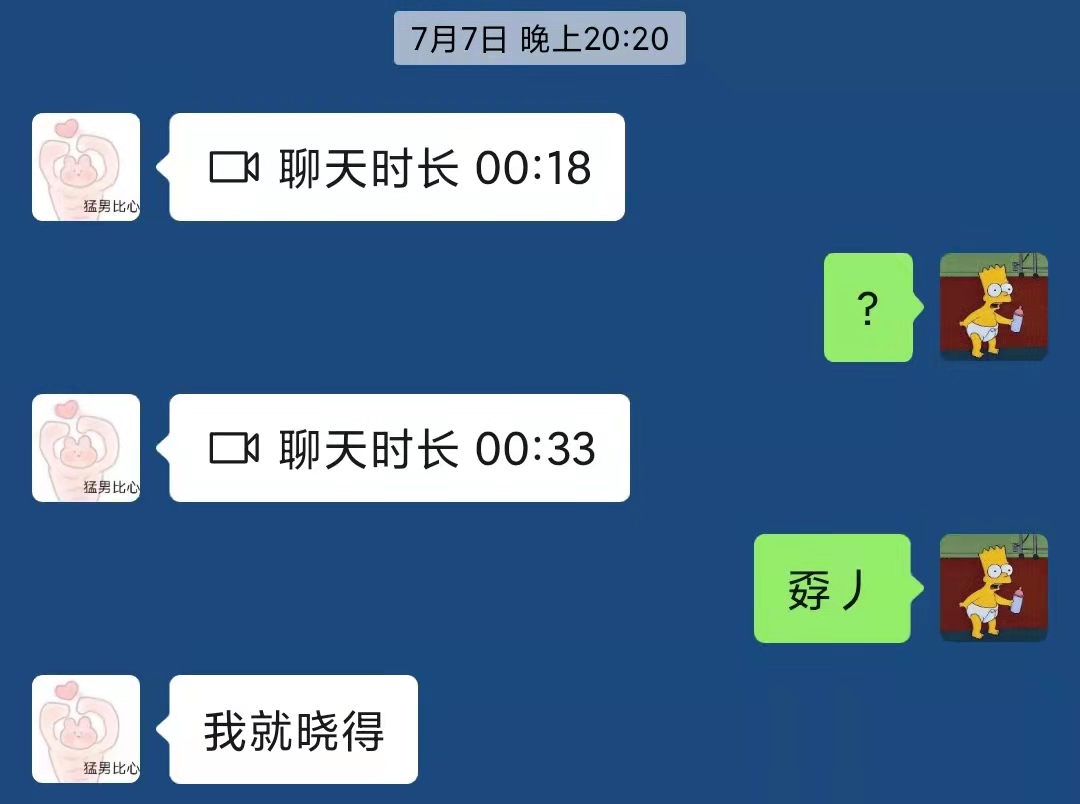 7月7日 晚上20:20
猛男比心
聊天时长 00:18
?
猛男比心
聊天时长 00:33
孬丿
猛男比心
我就晓得